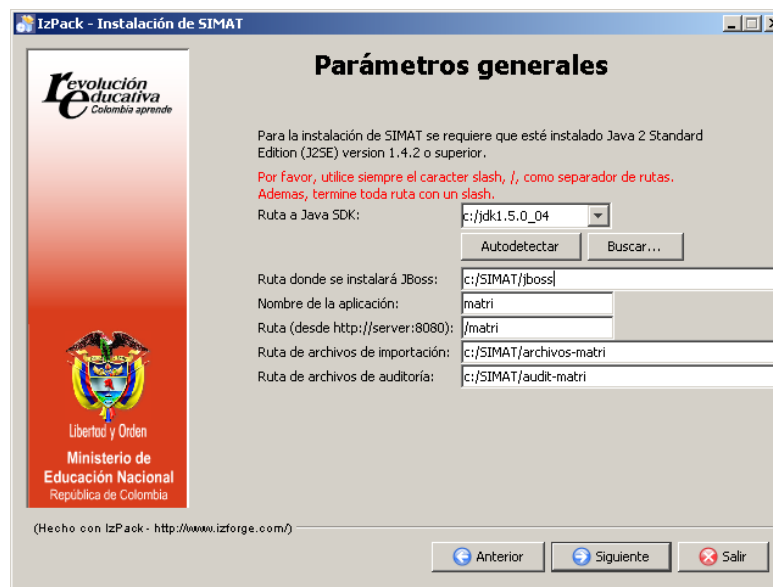 IzPack - Instalación de SIMAT
revolución
educativa
Colombia aprende
Parámetros generales
Para la instalación de SIMAT se requiere que esté instalado Java 2 Standard
Edition (J2SE) version 1.4.2 o superior.
Por favor, utilice siempre el caracter slash, /, como separador de rutas.
Ademas, termine toda ruta con un slash.
Ruta a Java SDK: c:/jdk1.5.0_04
Autodetectar Buscar...
Ruta donde se instalará JBoss: c:/SIMAT/jboss
Nombre de la aplicación: matri
Ruta (desde http://server:8080): /matri
Ruta de archivos de importación: c:/SIMAT/archivos-matri
Ruta de archivos de auditoría: c:/SIMAT/audit-matri
Libertad y Orden
Ministerio de
Educación Nacional
República de Colombia
(Hecho con IzPack - http://www.izforge.com/)
Anterior Siguiente Salir